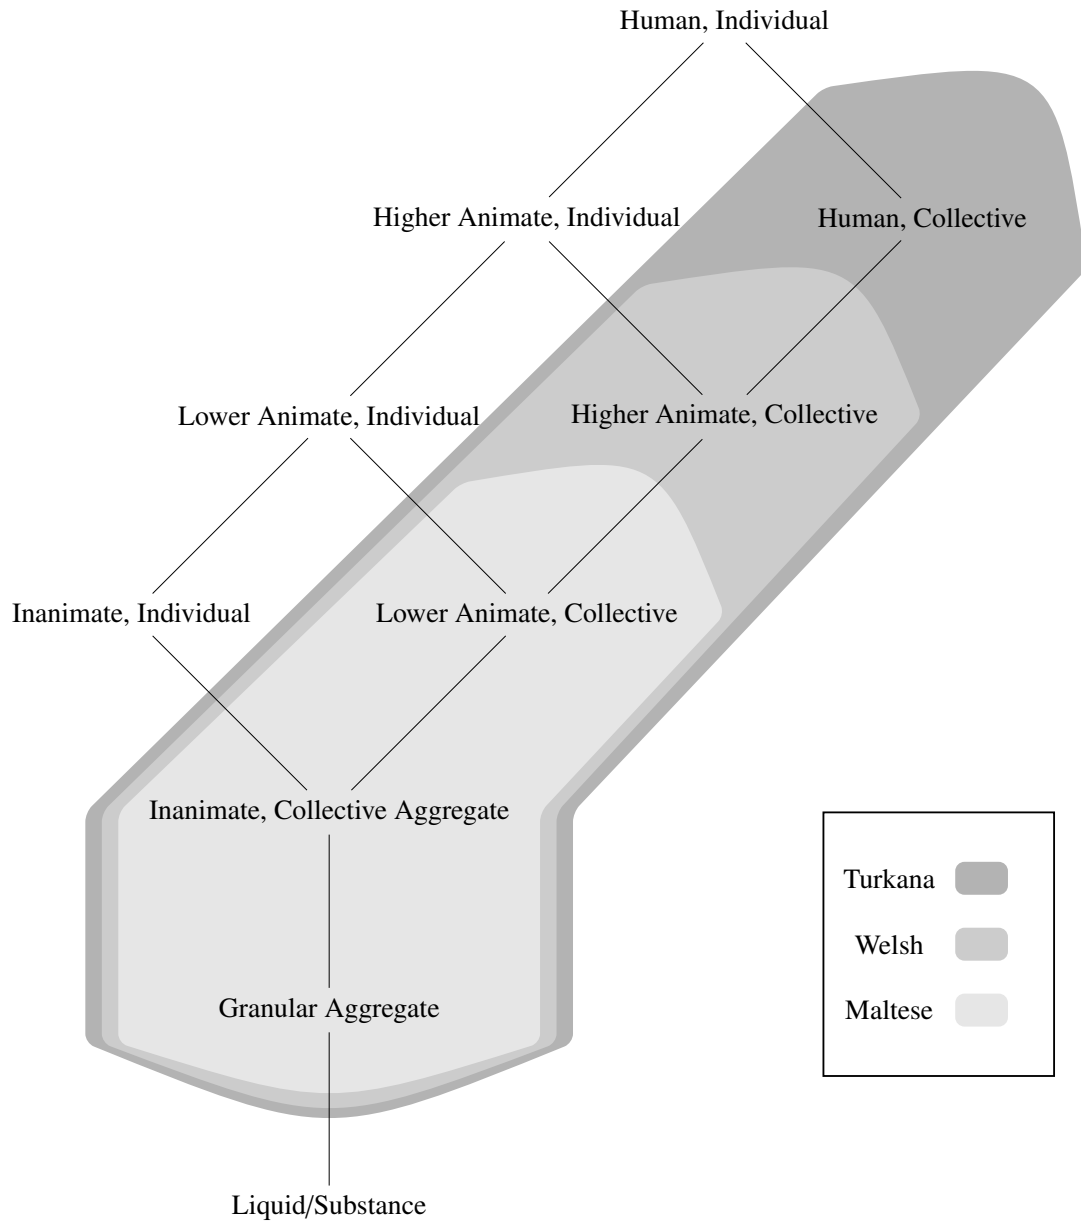 Human, Individual
Higher Animate, Individual
Human, Collective
Lower Animate, Individual
Higher Animate, Collective
Inanimate, Individual
Lower Animate, Collective
Inanimate, Collective Aggregate
Granular Aggregate
Liquid/Substance
Turkana
Welsh
Maltese